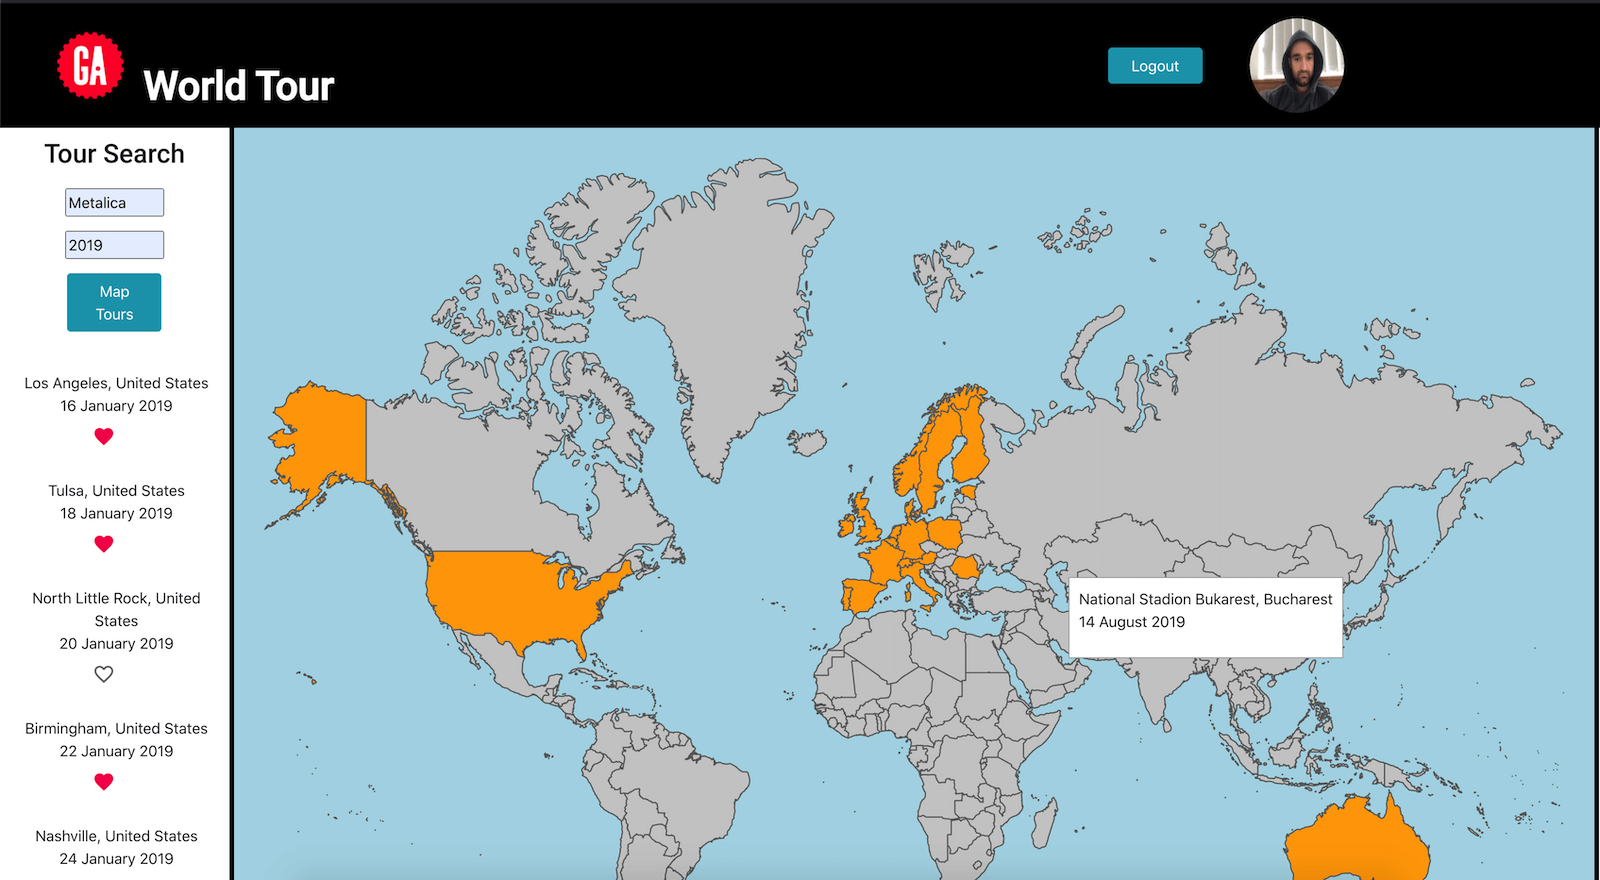 GA
World Tour
Logout
Tour Search
Metalica
2019
Map
Tours
Los Angeles, United States
16 January 2019
Tulsa, United States
18 January 2019
North Little Rock, United
States
20 January 2019
Birmingham, United States
22 January 2019
Nashville, United States
24 January 2019
National Stadion Bukarest, Bucharest
14 August 2019